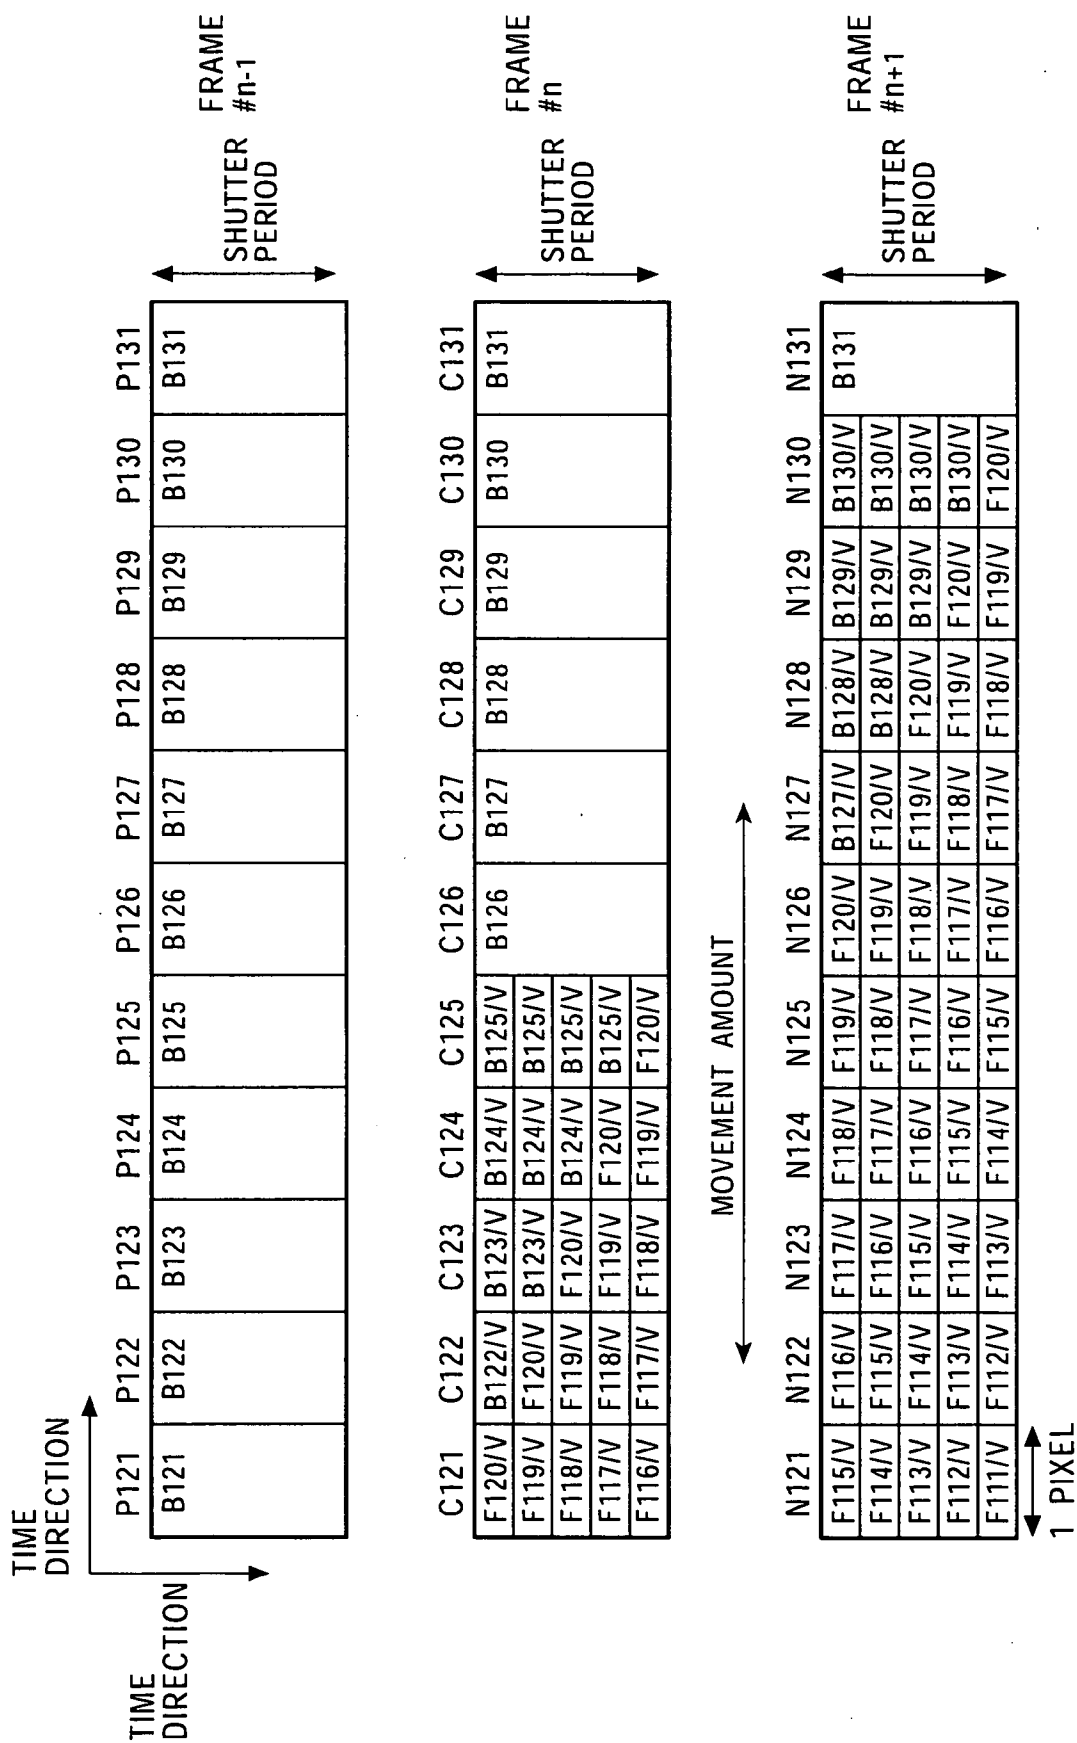 TIME
DIRECTION
TIME
DIRECTION
P121 P122 P123 P124 P125 P126 P127 P128 P129 P130 P131
B121 B122 B123 B124 B125 B126 B127 B128 B129 B130 B131
SHUTTER
PERIOD
FRAME
#n-1
C121 C122 C123 C124 C125 C126 C127 C128 C129 C130 C131
F120/V B122/V B123/V B124/V B125/V B126 B127 B128 B129 B130 B131
F119/V F120/V B123/V B124/V B125/V
F118/V F119/V F120/V B124/V B125/V
F117/V F118/V F119/V F120/V B125/V
F116/V F117/V F118/V F119/V F120/V
SHUTTER
PERIOD
FRAME
#n
MOVEMENT AMOUNT
N121 N122 N123 N124 N125 N126 N127 N128 N129 N130 N131
F115/V F116/V F117/V F118/V F119/V F120/V B127/V B128/V B129/V B130/V B131
F114/V F115/V F116/V F117/V F118/V F119/V F120/V B128/V B129/V B130/V
F113/V F114/V F115/V F116/V F117/V F118/V F119/V F120/V B129/V B130/V
F112/V F113/V F114/V F115/V F116/V F117/V F118/V F119/V F120/V B130/V
F111/V F112/V F113/V F114/V F115/V F116/V F117/V F118/V F119/V F120/V
SHUTTER
PERIOD
FRAME
#n+1
1 PIXEL